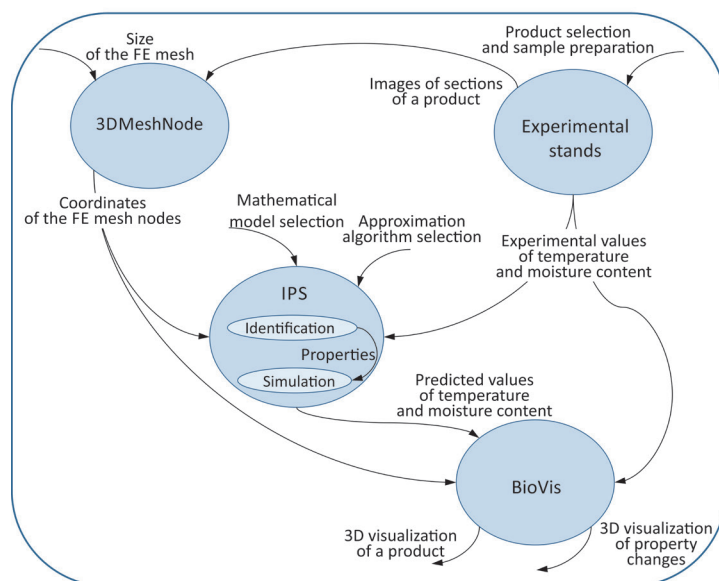 Size
of the FE mesh
Product selection
and sample preparation
Images of sections
of a product
3DMeshNode
Experimental
stands
Coordinates
of the FE mesh nodes
Mathematical
model selection
Approximation
algorithm selection
Experimental values
of temperature
and moisture content
IPS
Identification
Properties
Simulation
Predicted values
of temperature
and moisture content
BioVis
3D visualization
of a product
3D visualization
of property
changes